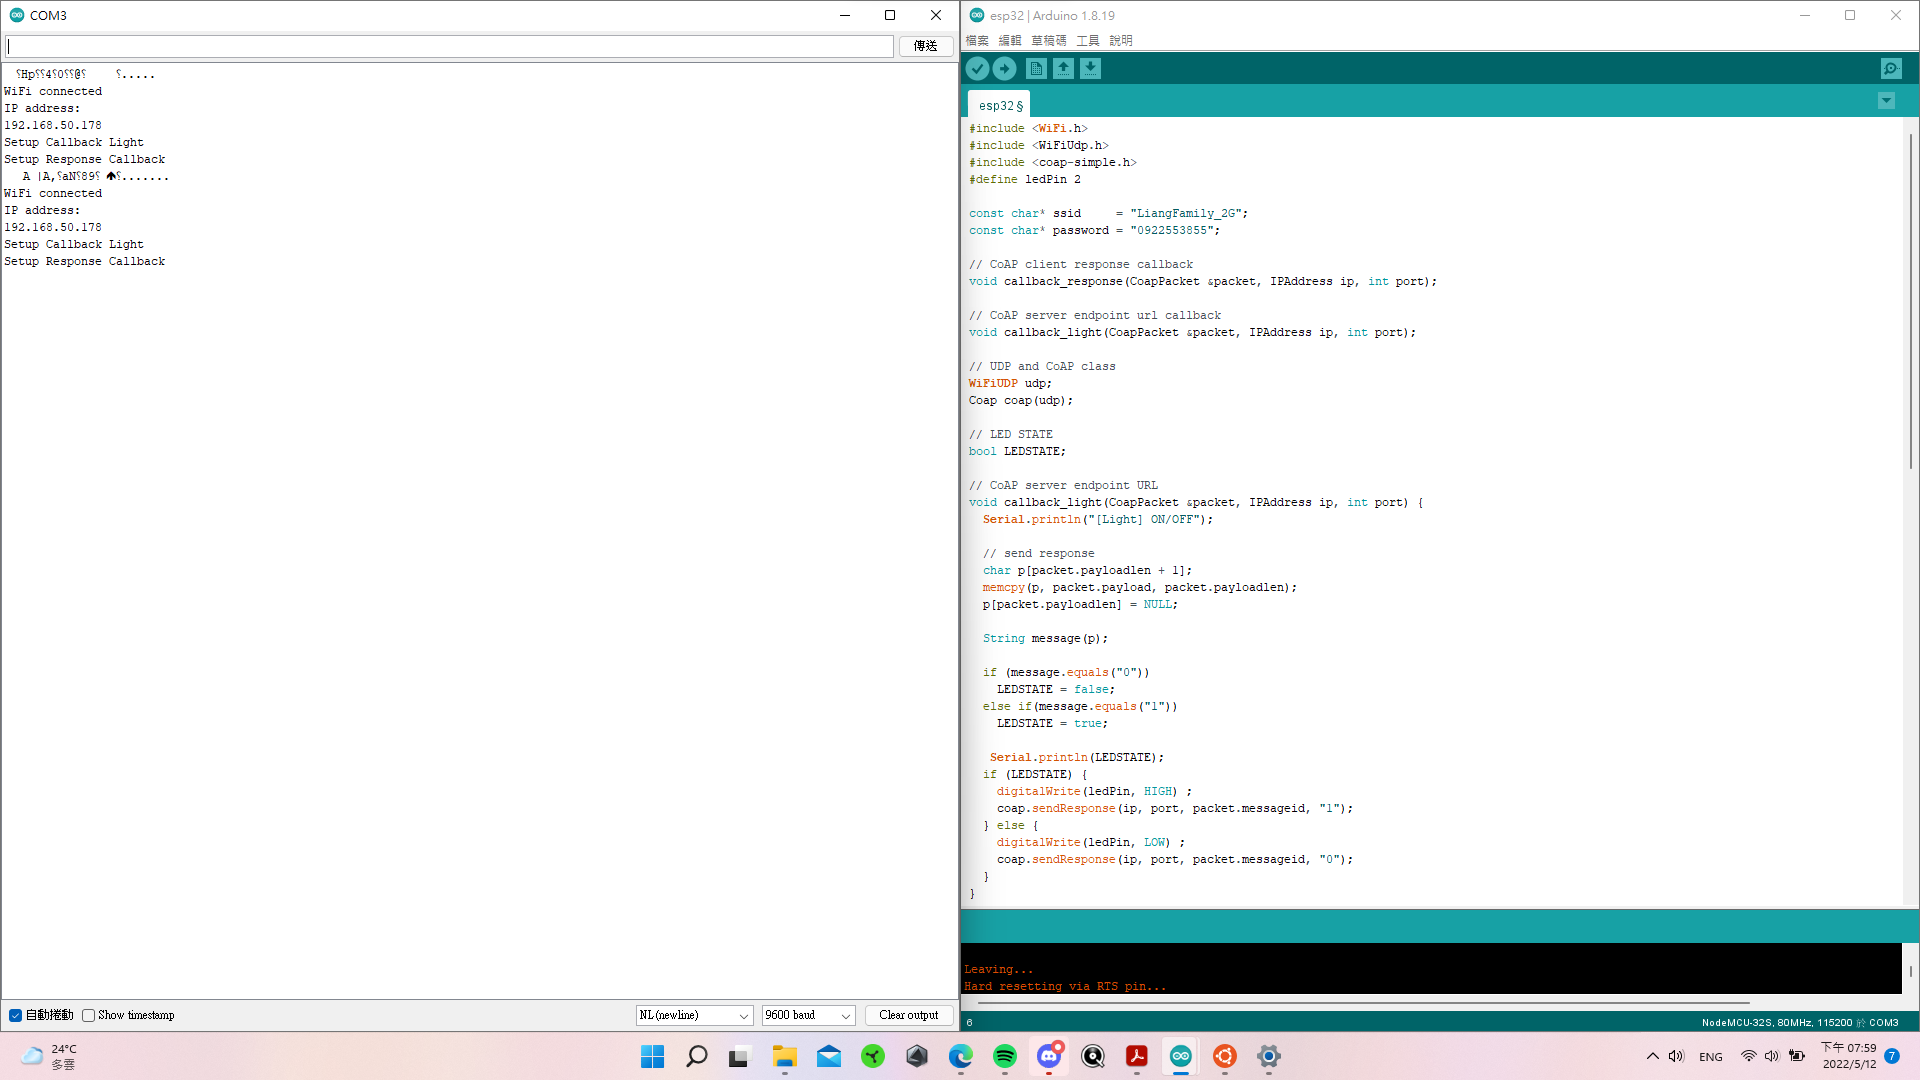 COM3
傳送
WiFi connected
IP address:
192.168.50.178
Setup Callback Light
Setup Response Callback
WiFi connected
IP address:
192.168.50.178
Setup Callback Light
Setup Response Callback
自動捲動
Show timestamp
NL(newline)
9600 baud
Clear output
esp32 | Arduino 1.8.19
檔案 編輯 草稿碼 工具 說明
esp32 §
#include <WiFi.h>
#include <WiFiUdp.h>
#include <coap-simple.h>
#define ledPin 2
const char* ssid     = "LiangFamily_2G";
const char* password = "0922553855";
// CoAP client response callback
void callback_response(CoapPacket &packet, IPAddress ip, int port);
// CoAP server endpoint url callback
void callback_light(CoapPacket &packet, IPAddress ip, int port);
// UDP and CoAP class
WiFiUDP udp;
Coap coap(udp);
// LED STATE
bool LEDSTATE;
// CoAP server endpoint URL
void callback_light(CoapPacket &packet, IPAddress ip, int port) {
  Serial.println("[Light] ON/OFF");
  // send response
  char p[packet.payloadlen + 1];
  memcpy(p, packet.payload, packet.payloadlen);
  p[packet.payloadlen] = NULL;
  String message(p);
  if (message.equals("0"))
    LEDSTATE = false;
  else if(message.equals("1"))
    LEDSTATE = true;
   Serial.println(LEDSTATE);
  if (LEDSTATE) {
    digitalWrite(ledPin, HIGH) ;
    coap.sendResponse(ip, port, packet.messageid, "1");
  } else {
    digitalWrite(ledPin, LOW) ;
    coap.sendResponse(ip, port, packet.messageid, "0");
  }
}
Leaving...
Hard resetting via RTS pin...
6
NodeMCU-32S, 80MHz, 115200 於 COM3
24°C
多雲
ENG
下午 07:59
2022/5/12
7